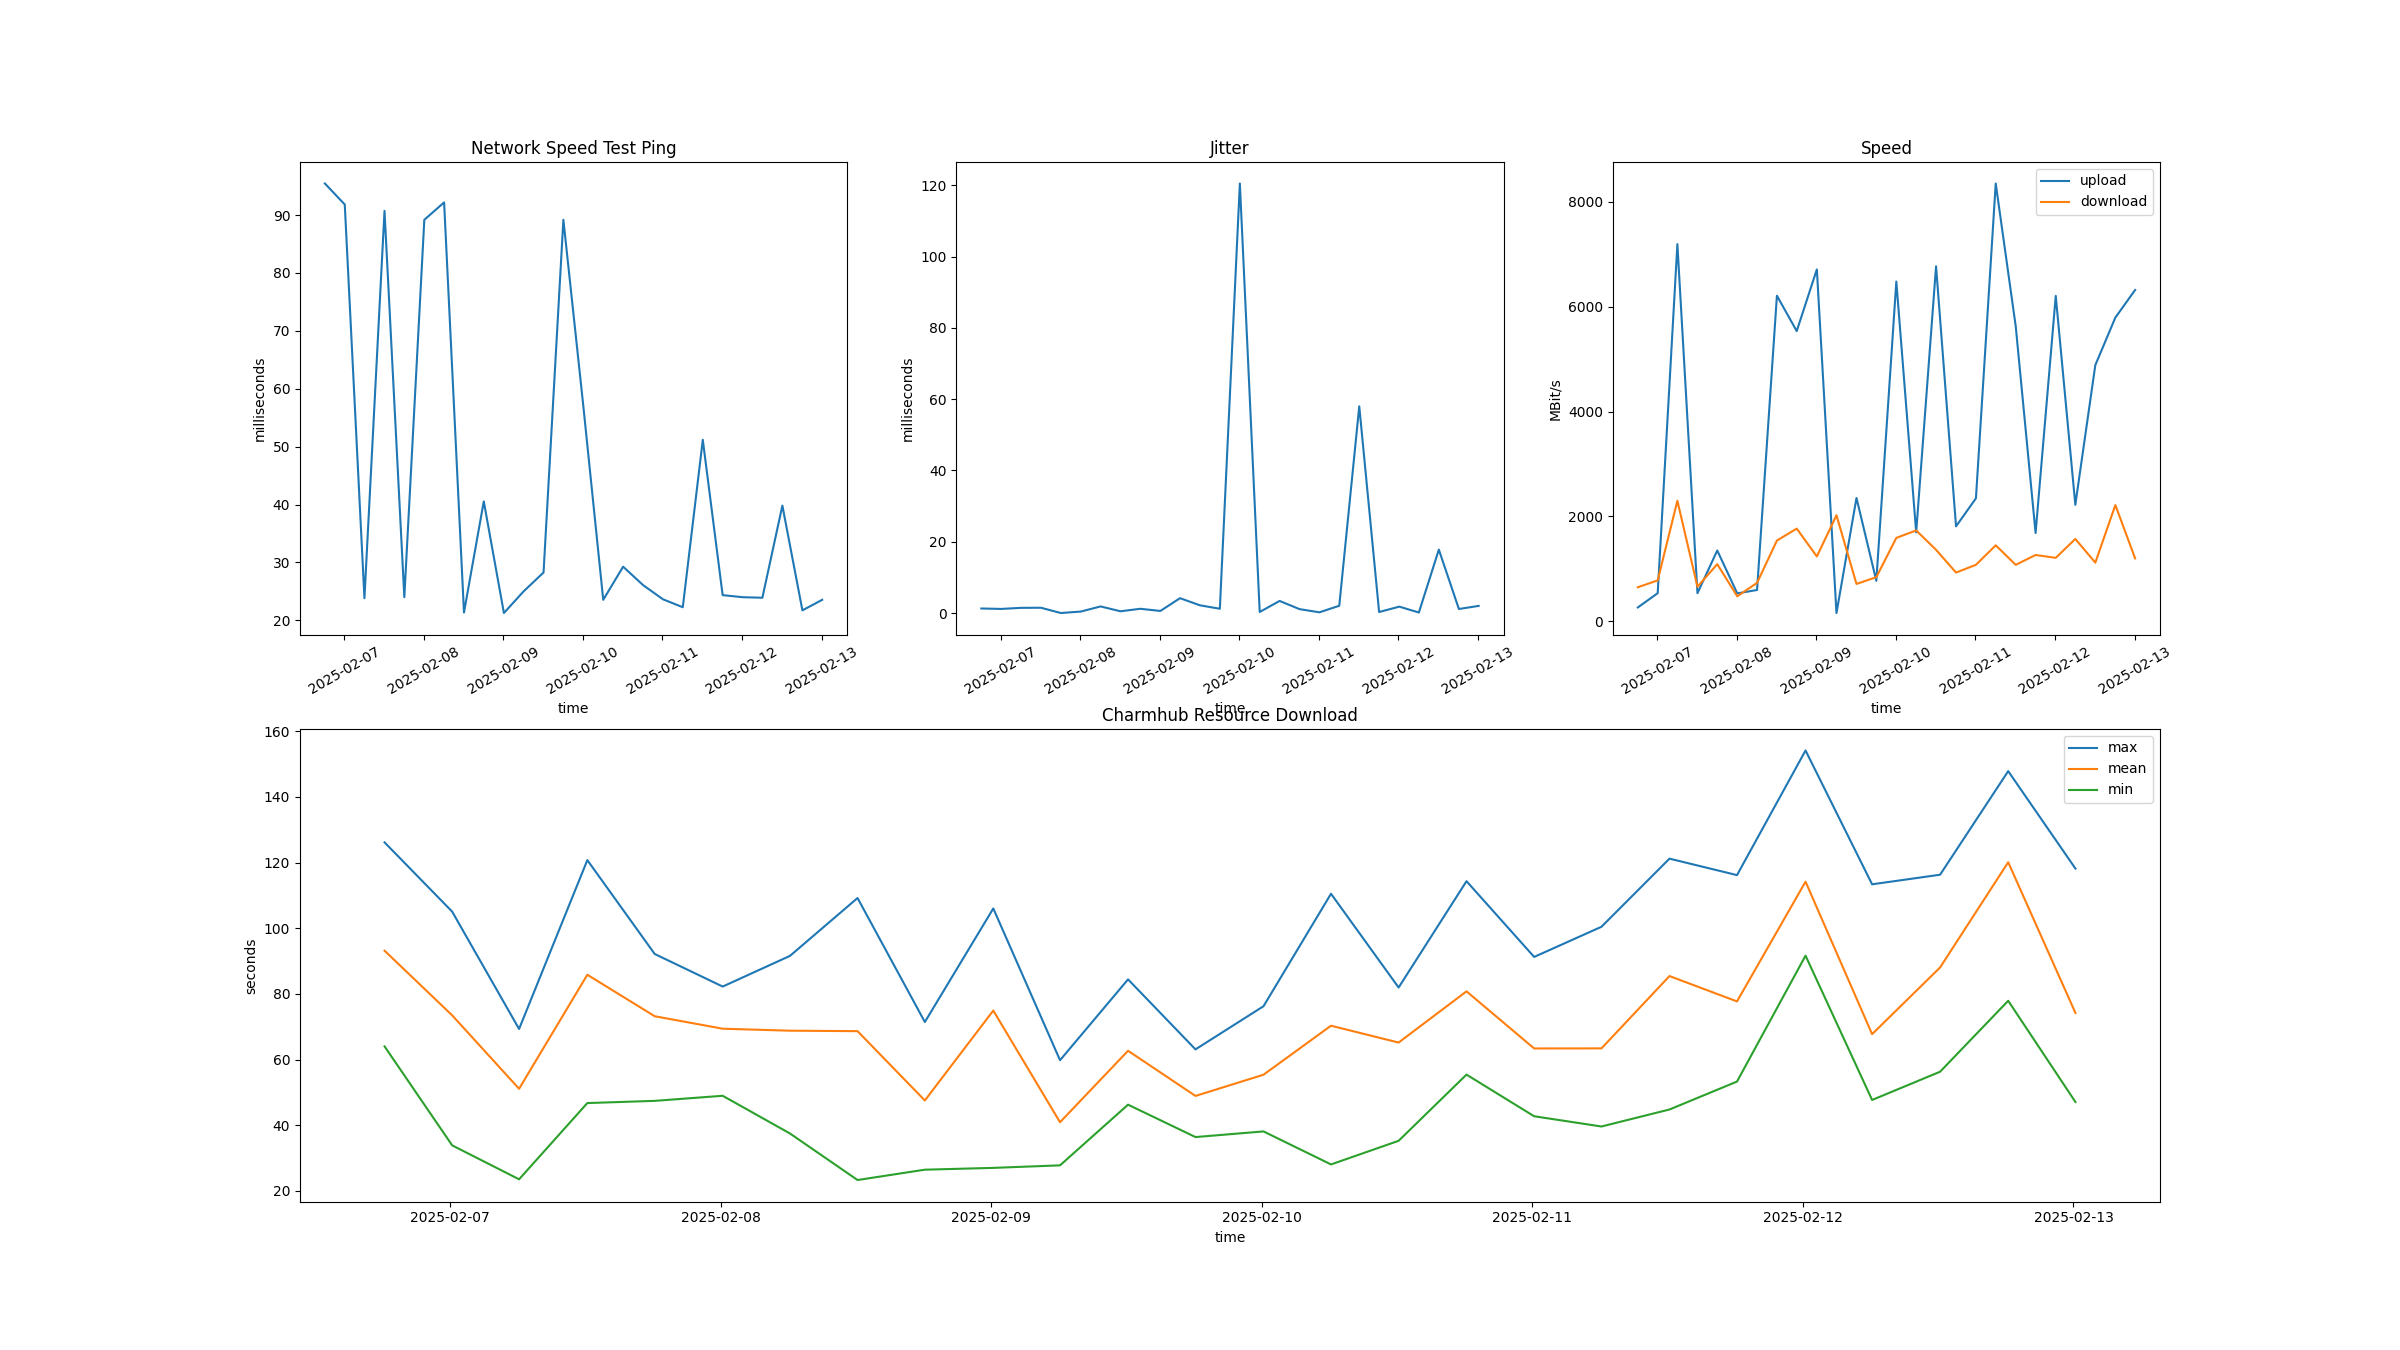 Network Speed Test Ping
milliseconds
90
80
70
60
50
40
30
20
2025-02-07 2025-02-08 2025-02-09 2025-02-10 2025-02-11 2025-02-12 2025-02-13
time
Jitter
milliseconds
120
100
80
60
40
20
0
2025-02-07 2025-02-08 2025-02-09 2025-02-10 2025-02-11 2025-02-12 2025-02-13
time
Speed
upload
download
MBit/s
8000
6000
4000
2000
0
2025-02-07 2025-02-08 2025-02-09 2025-02-10 2025-02-11 2025-02-12 2025-02-13
time
Charmhub Resource Download
max
mean
min
seconds
160
140
120
100
80
60
40
20
2025-02-07 2025-02-08 2025-02-09 2025-02-10 2025-02-11 2025-02-12 2025-02-13
time